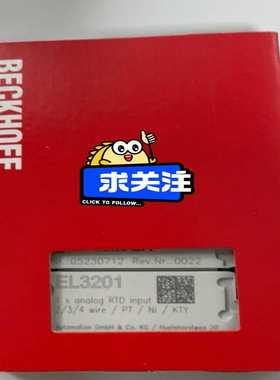 BECKHOFF
求关注
CLICK TO FOLLOW...
05230712 Rev.Nr. 0022
EL3201
x analog RTD input
2/3/4 wire / PT / Ni / KTY
Automation GmbH & Co. KG / Huelshorstweg 20